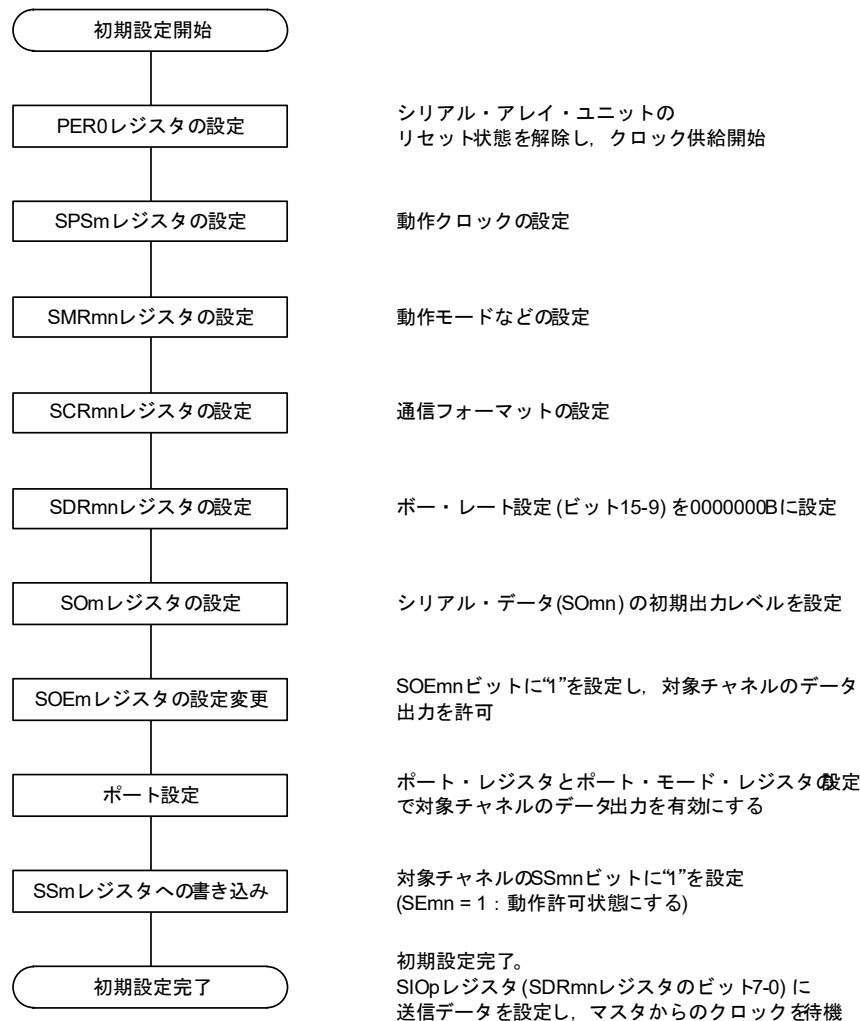 初期設定開始
PER0レジスタの設定
シリアル・アレイ・ユニットの
リセット状態を解除し，クロック供給開始
SPSmレジスタの設定
動作クロックの設定
SMRmnレジスタの設定
動作モードなどの設定
SCRmnレジスタの設定
通信フォーマットの設定
SDRmnレジスタの設定
ボー・レート設定 (ビット15-9) を0000000Bに設定
SOmレジスタの設定
シリアル・データ(SOmn) の初期出力レベルを設定
SOEmレジスタの設定変更
SOEmnビットに“1”を設定し，対象チャネルのデータ
出力を許可
ポート設定
ポート・レジスタとポート・モード・レジスタの設定
で対象チャネルのデータ出力を有効にする
SSmレジスタへの書き込み
対象チャネルのSSmnビットに“1”を設定
(SEmn = 1：動作許可状態にする)
初期設定完了
初期設定完了。
SIOpレジスタ(SDRmnレジスタのビット7-0) に
送信データを設定し，マスタからのクロックを待機